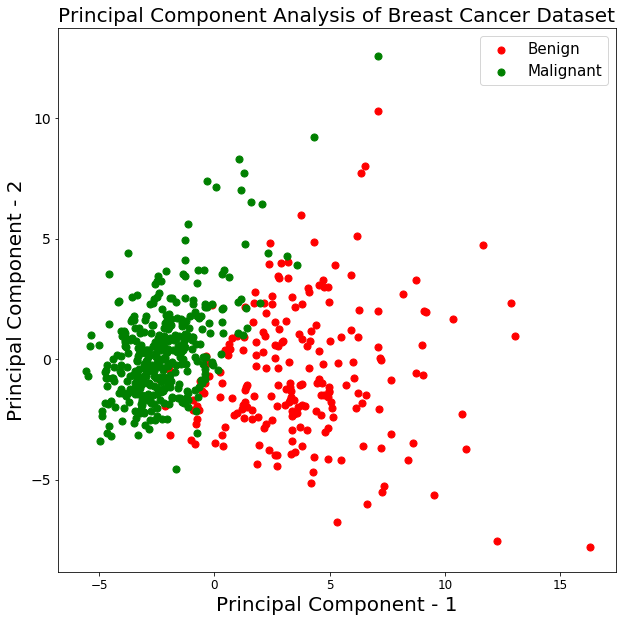 Principal Component Analysis of Breast Cancer Dataset
Benign
Malignant
10
5
0
−5
Principal Component - 2
−5
0
5
10
15
Principal Component - 1